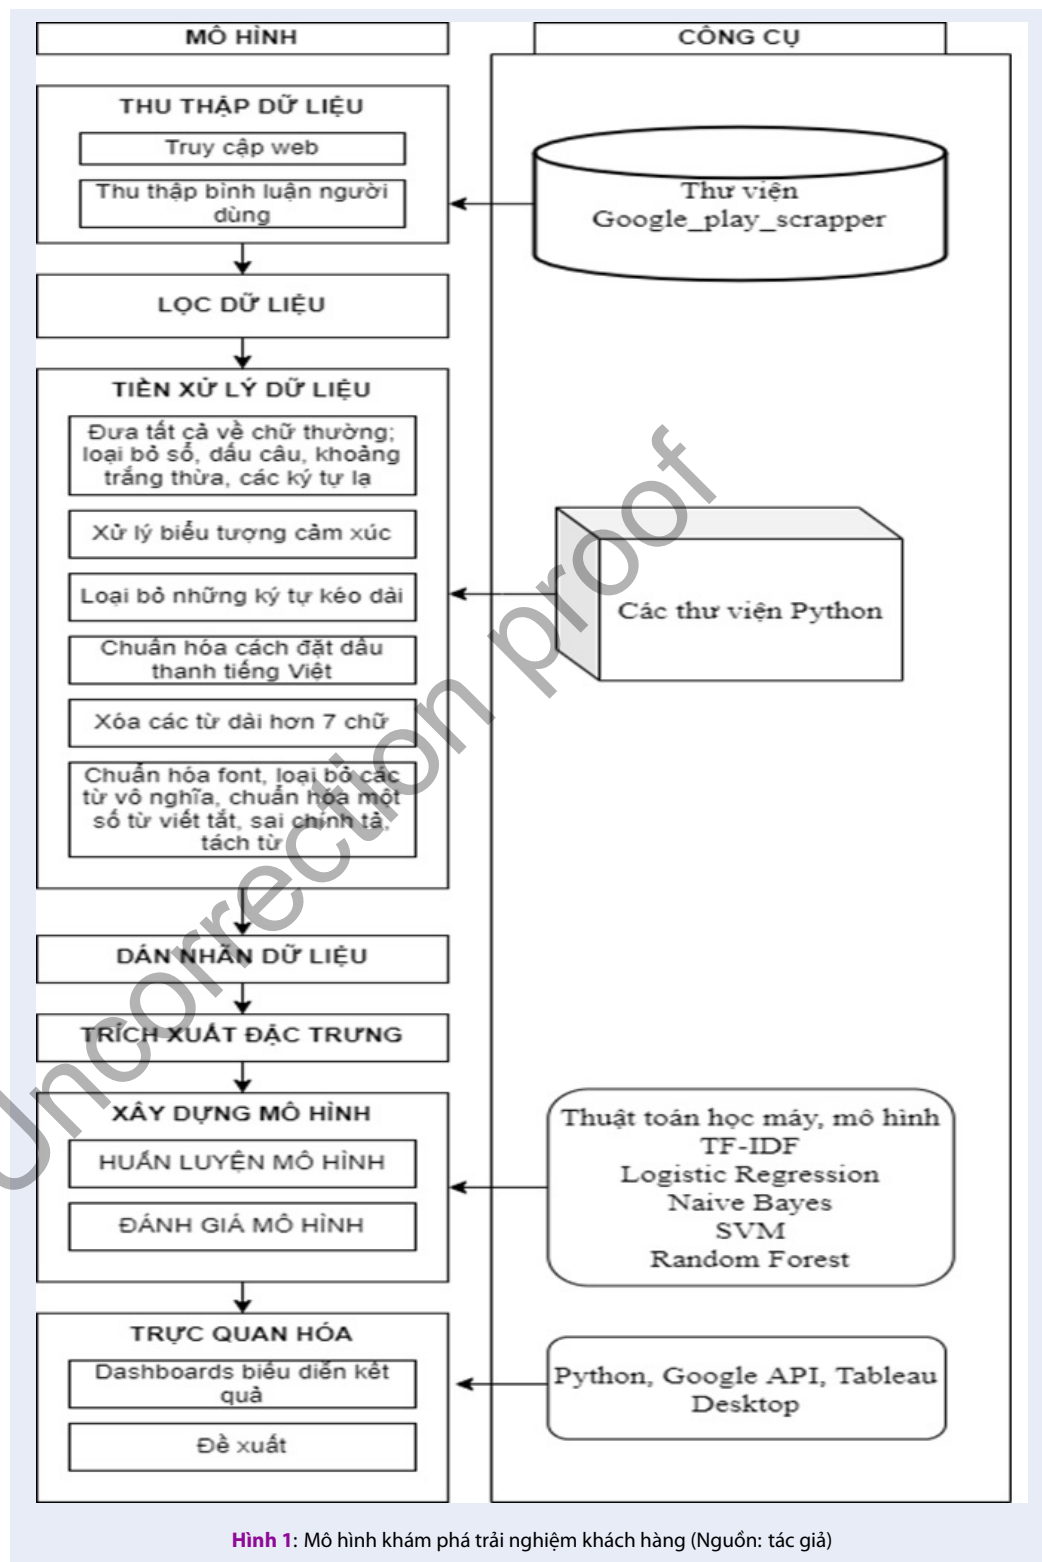 MÔ HÌNH
CÔNG CỤ
THU THẬP DỮ LIỆU
Truy cập web
Thu thập bình luận người
dùng
Thư viện
Google_play_scrapper
LỌC DỮ LIỆU
TIỀN XỬ LÝ DỮ LIỆU
Đưa tất cả về chữ thường;
loại bỏ số, dấu câu, khoảng
trắng thừa, các ký tự lạ
Xử lý biểu tượng cảm xúc
Loại bỏ những ký tự kéo dài
Chuẩn hóa cách đặt dấu
thanh tiếng Việt
Xóa các từ dài hơn 7 chữ
Chuẩn hóa font, loại bỏ các
từ vô nghĩa, chuẩn hóa một
số từ viết tắt, sai chính tả,
tách từ
Các thư viện Python
DÁN NHÃN DỮ LIỆU
TRÍCH XUẤT ĐẶC TRƯNG
XÂY DỰNG MÔ HÌNH
HUẤN LUYỆN MÔ HÌNH
ĐÁNH GIÁ MÔ HÌNH
Thuật toán học máy, mô hình
TF-IDF
Logistic Regression
Naive Bayes
SVM
Random Forest
TRỰC QUAN HÓA
Dashboards biểu diễn kết
quả
Đề xuất
Python, Google API, Tableau
Desktop
Uncorrection proof
Hình 1: Mô hình khám phá trải nghiệm khách hàng (Nguồn: tác giả)